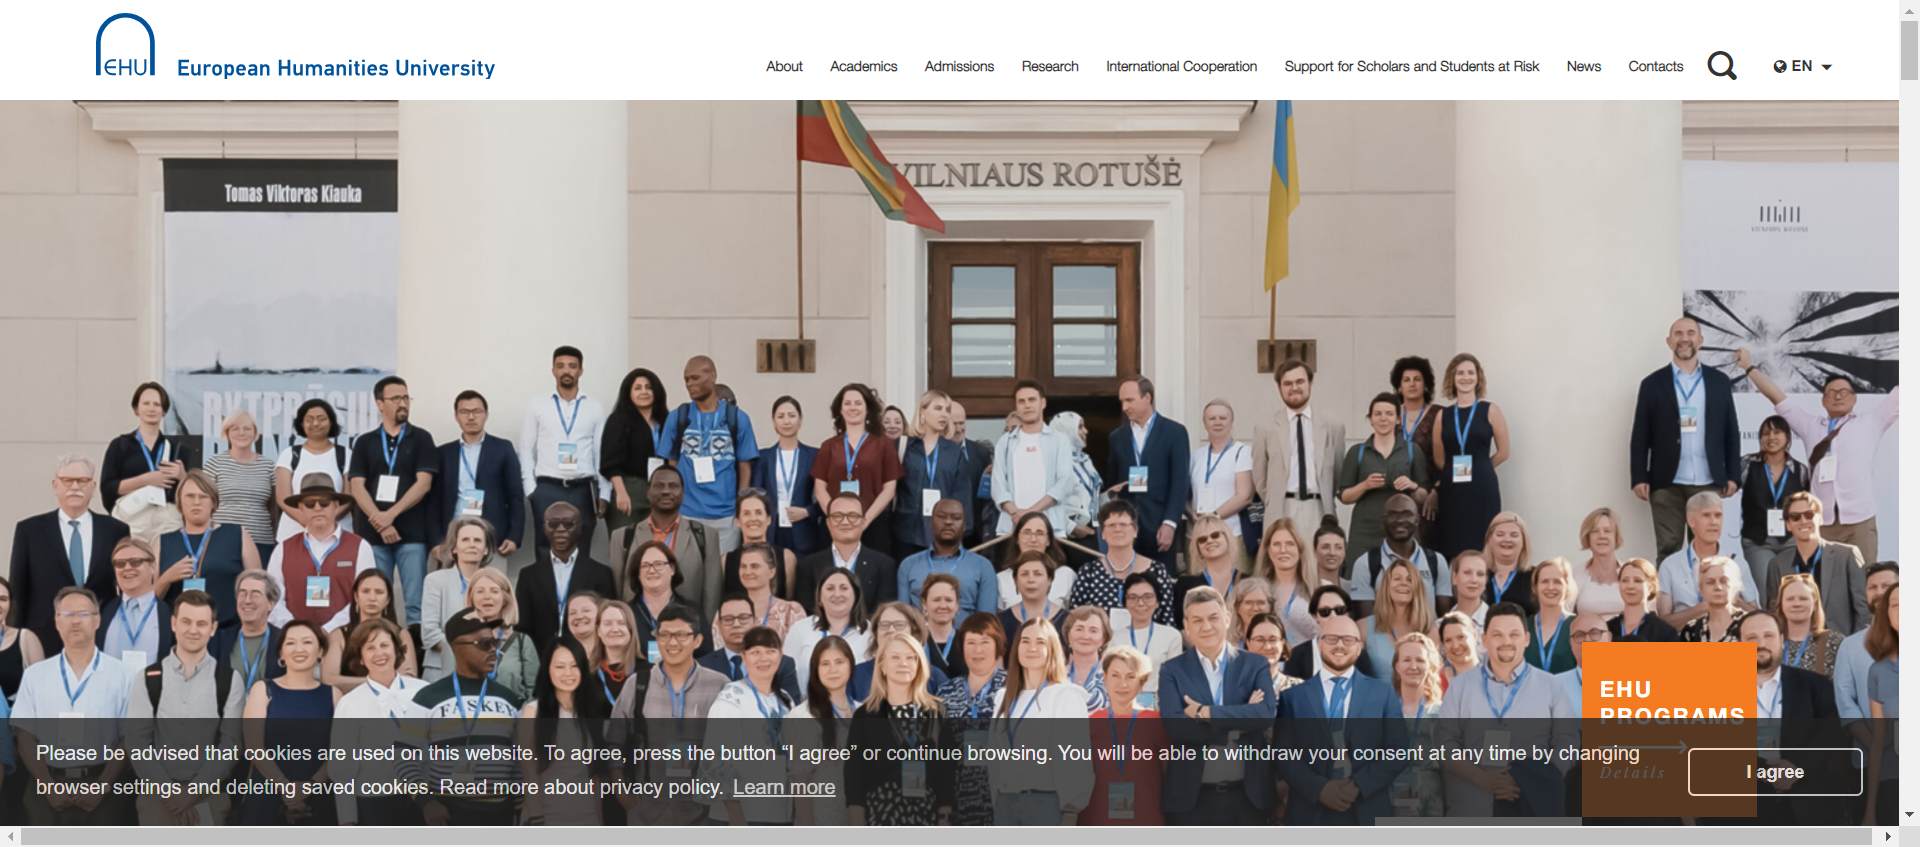 EHU
European Humanities University
About
Academics
Admissions
Research
International Cooperation
Support for Scholars and Students at Risk
News
Contacts
EN
VILNIAUS ROTUŠĖ
Tomas Viktoras Kiauka
VILNIAUS ROTUŠĖ
FASKEY
EHU
PROGRAMS
Details
Please be advised that cookies are used on this website. To agree, press the button “I agree” or continue browsing. You will be able to withdraw your consent at any time by changing
browser settings and deleting saved cookies. Read more about privacy policy. Learn more
I agree